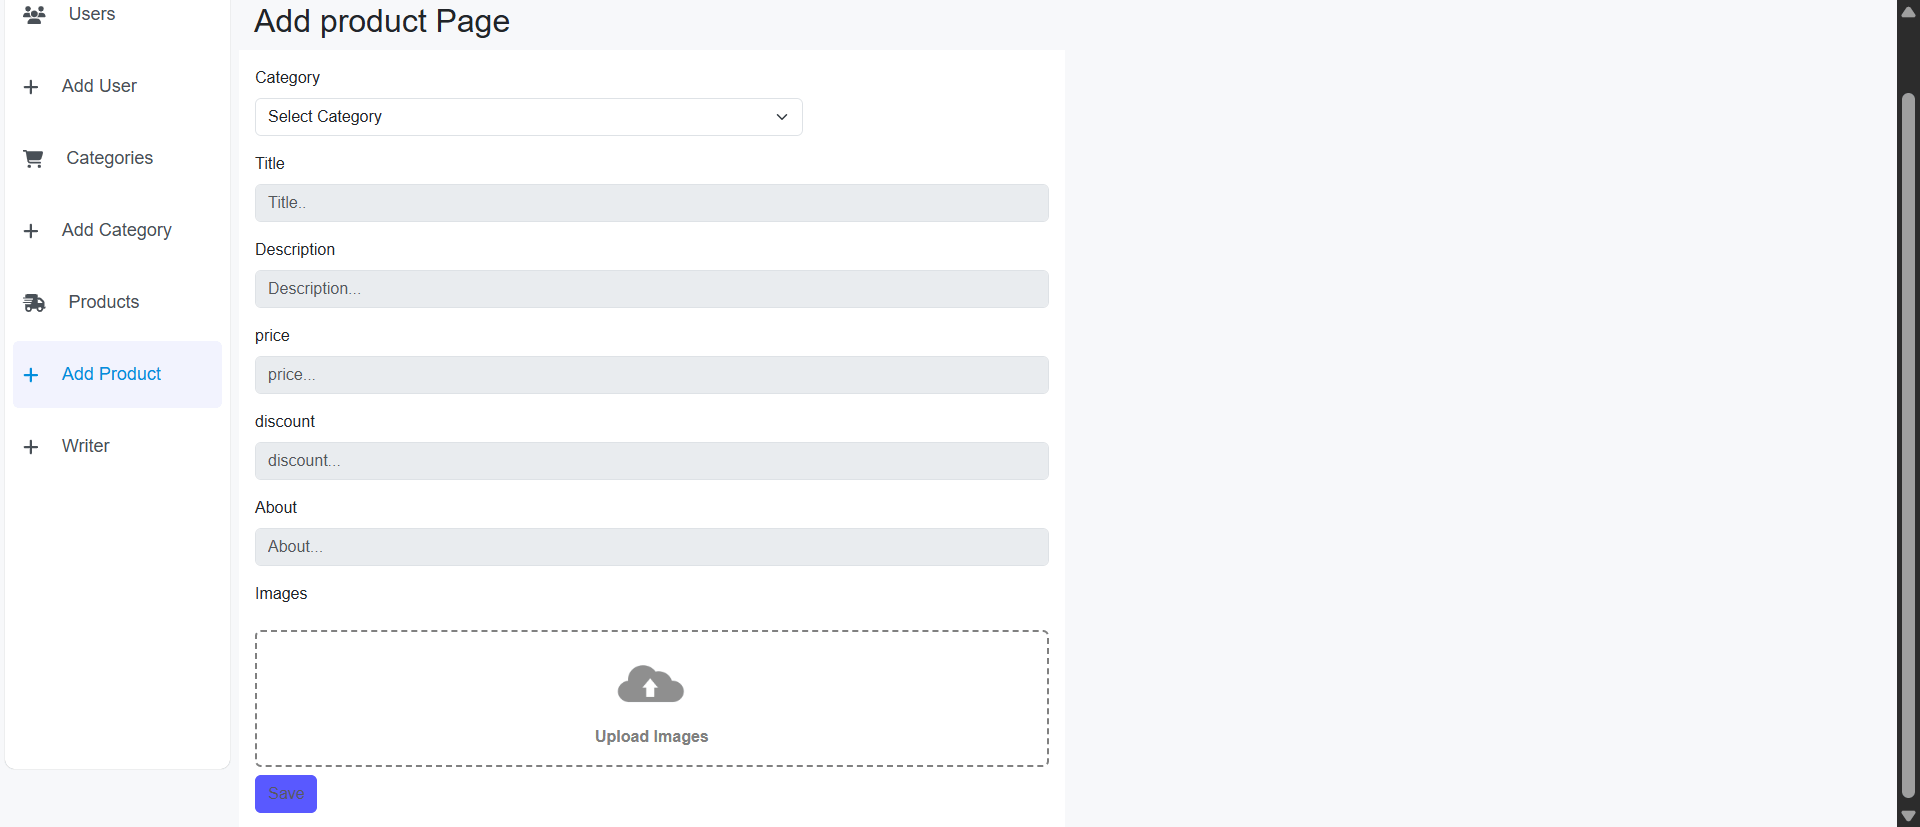 Users
Add User
Categories
Add Category
Products
Add Product
Writer
Add product Page
Category
Select Category
Title
Title..
Description
Description...
price
price...
discount
discount...
About
About...
Images
Upload Images
Save